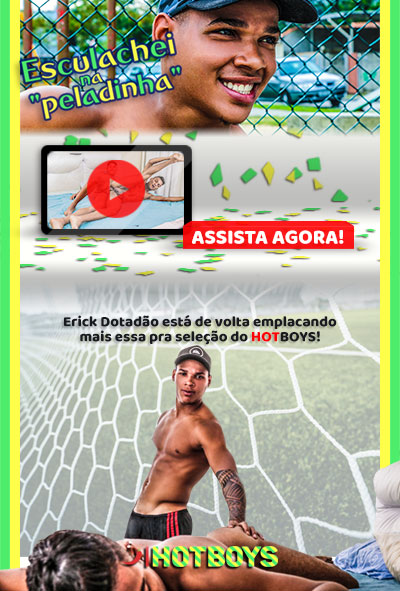 Esculachei
na
"peladinha"
ASSISTA AGORA!
Erick Dotadão está de volta emplacando
mais essa pra seleção do HOTBOYS!
HOTBOYS